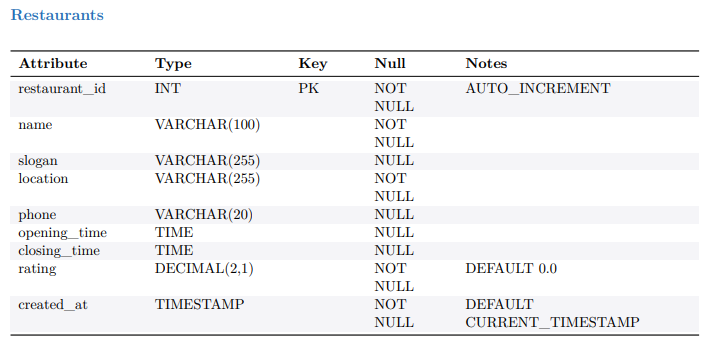 Restaurants
Attribute Type Key Null Notes
restaurant_id INT PK NOT AUTO_INCREMENT
NULL
name VARCHAR(100) NOT
NULL
slogan VARCHAR(255) NULL
location VARCHAR(255) NOT
NULL
phone VARCHAR(20) NULL
opening_time TIME NULL
closing_time TIME NULL
rating DECIMAL(2,1) NOT DEFAULT 0.0
NULL
created_at TIMESTAMP NOT DEFAULT
NULL CURRENT_TIMESTAMP